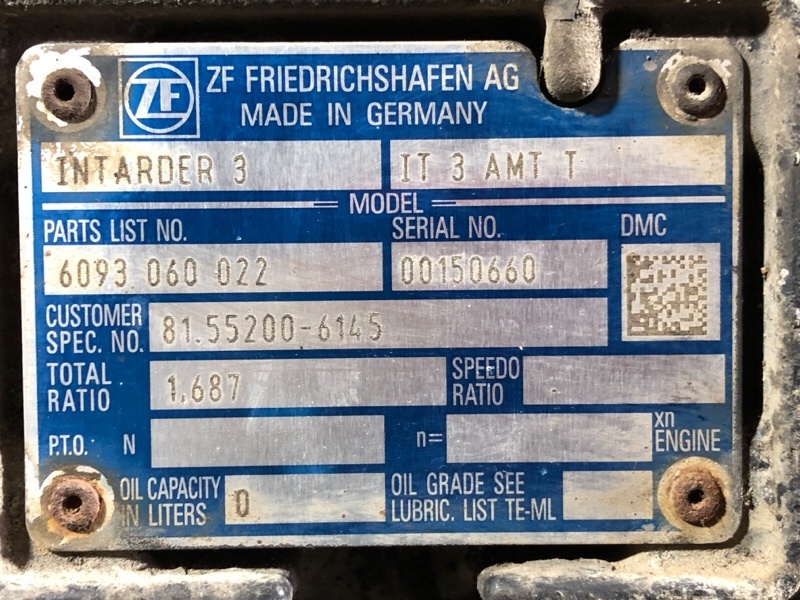 ZF ZF FRIEDRICHSHAFEN AG
MADE IN GERMANY
INTARDER 3 IT 3 AMT T
MODEL
PARTS LIST NO. SERIAL NO. DMC
6093 060 022 00150660
CUSTOMER SPEC. NO. 81.55200-6145
TOTAL RATIO 1,687 SPEEDO RATIO
P.T.O. N n= xn ENGINE
OIL CAPACITY IN LITERS 0 OIL GRADE SEE LUBRIC. LIST TE-ML